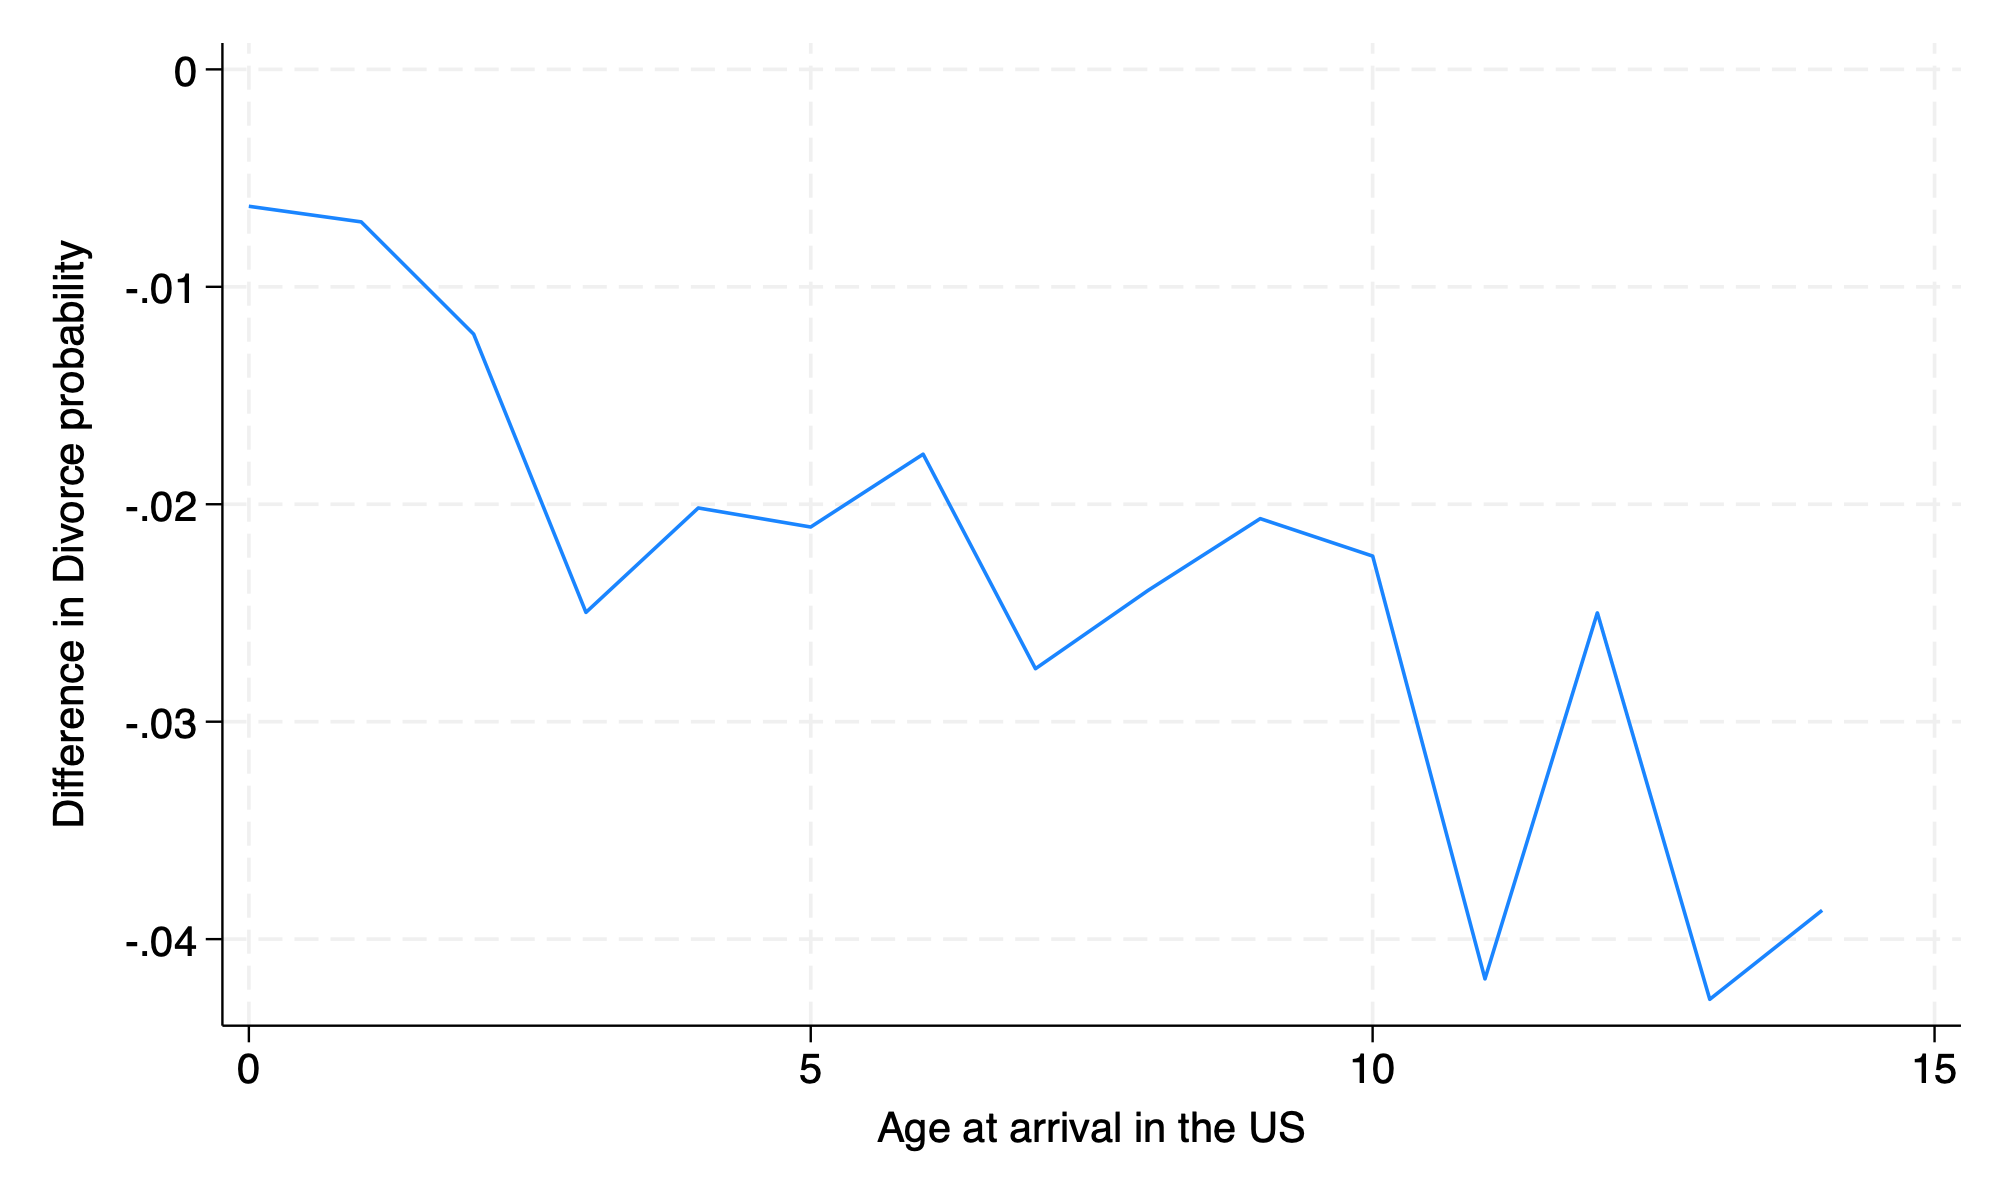 Difference in Divorce probability
0
-.01
-.02
-.03
-.04
0 5 10 15
Age at arrival in the US